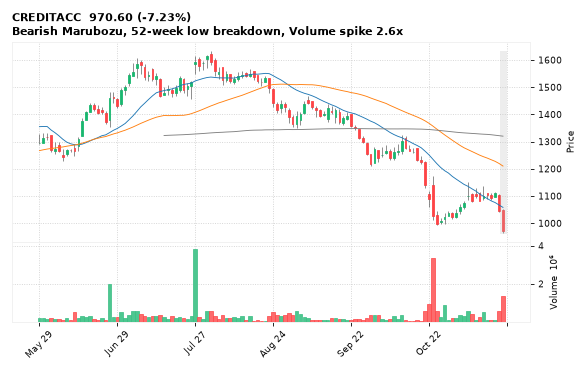 CREDITACC 970.60 (-7.23%)
Bearish Marubozu, 52-week low breakdown, Volume spike 2.6x
1600
1500
1400
1300
1200
1100
1000
Price
4
2
Volume 10⁶
May 29
Jun 29
Jul 27
Aug 24
Sep 22
Oct 22